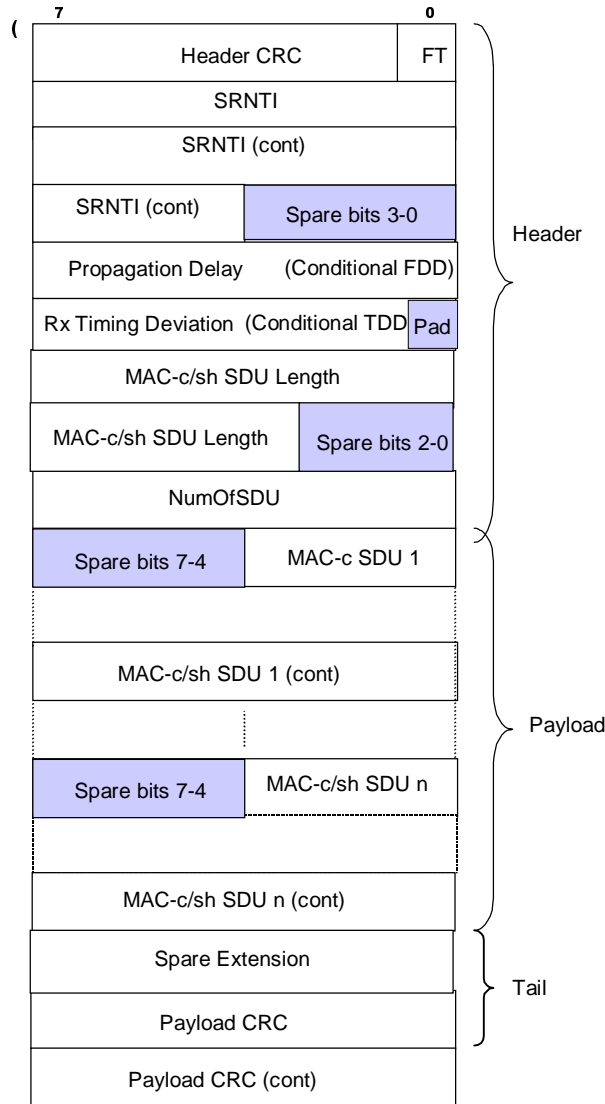 7 0
(
Header CRC FT
SRNTI
SRNTI (cont)
SRNTI (cont) Spare bits 3-0
Header
Propagation Delay (Conditional FDD)
Rx Timing Deviation (Conditional TDD Pad
MAC-c/sh SDU Length
MAC-c/sh SDU Length Spare bits 2-0
NumOfSDU
Spare bits 7-4 MAC-c SDU 1
MAC-c/sh SDU 1 (cont)
Payload
Spare bits 7-4 MAC-c/sh SDU n
MAC-c/sh SDU n (cont)
Spare Extension
Tail
Payload CRC
Payload CRC (cont)